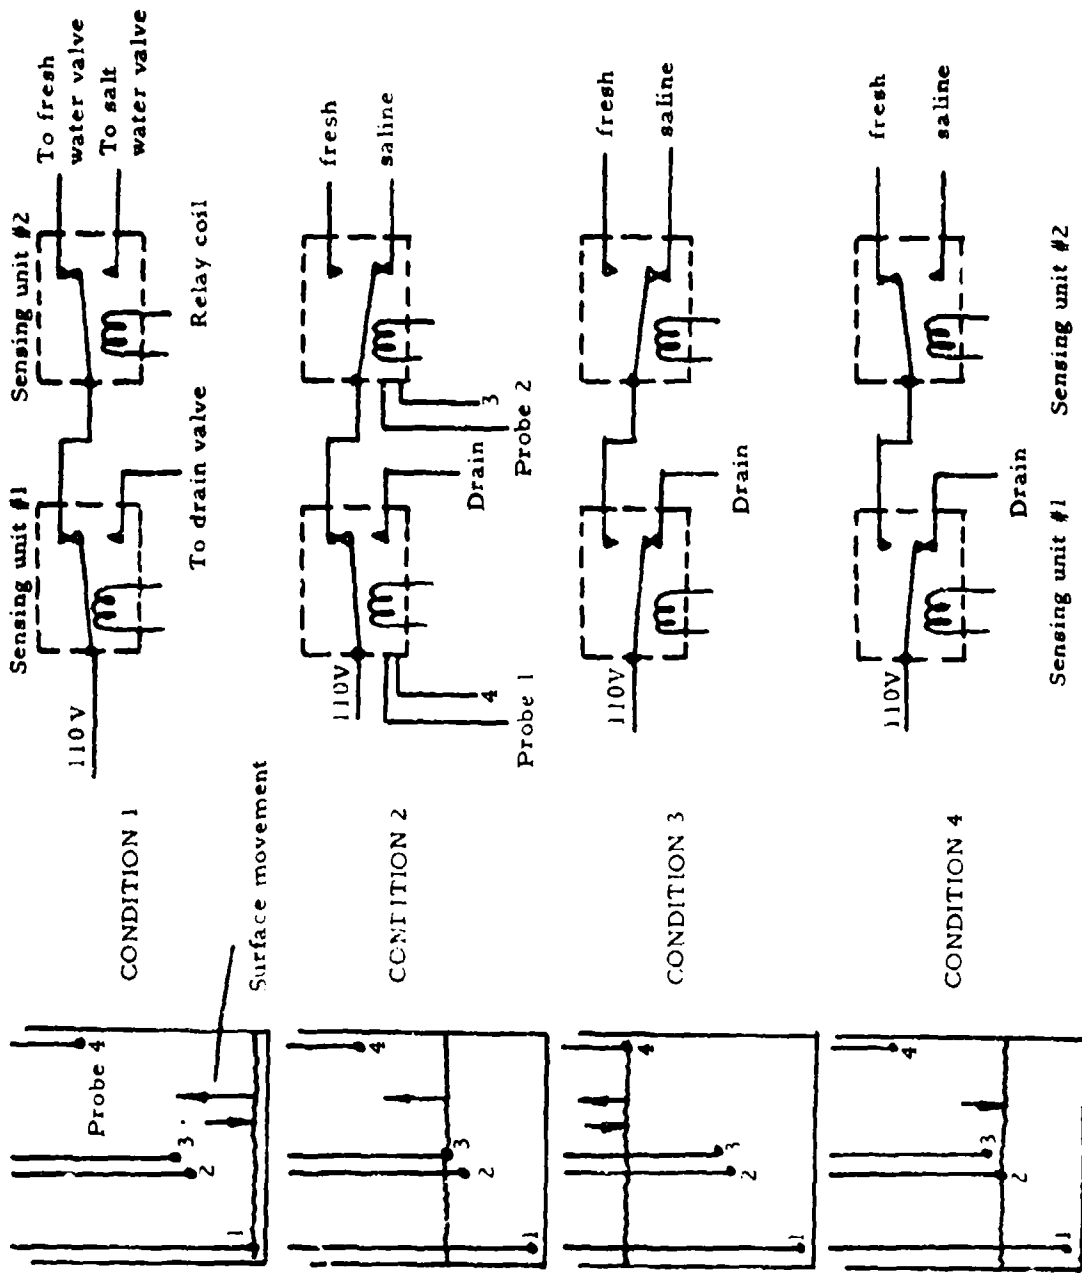 Sensing unit #1
Sensing unit #2
To fresh
water valve
To salt
water valve
110V
To drain valve
Relay coil
CONDITION 1
Surface movement
Probe 4
3
2
1
fresh
saline
110V
Drain
3
Probe 2
4
Probe 1
CONDITION 2
4
3
2
1
fresh
saline
110V
Drain
CONDITION 3
4
3
2
1
fresh
saline
Drain
110V
CONDITION 4
4
3
2
1
Sensing unit #1
Sensing unit #2